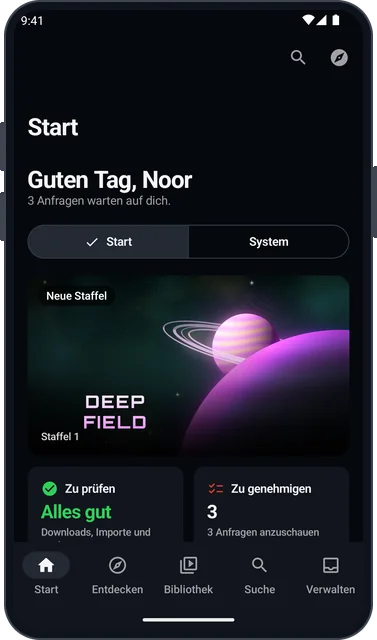 9:41
Start
Guten Tag, Noor
3 Anfragen warten auf dich.
Start
System
Neue Staffel
DEEP
FIELD
Staffel 1
Zu prüfen
Alles gut
Downloads, Importe und
Zu genehmigen
3
3 Anfragen anzuschauen
Start
Entdecken
Bibliothek
Suche
Verwalten